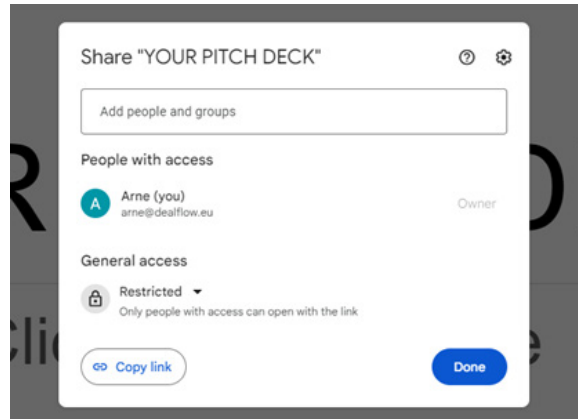 Share "YOUR PITCH DECK"
Add people and groups
People with access
A
Arne (you)
arne@dealflow.eu
Owner
General access
Restricted
Only people with access can open with the link
Copy link
Done